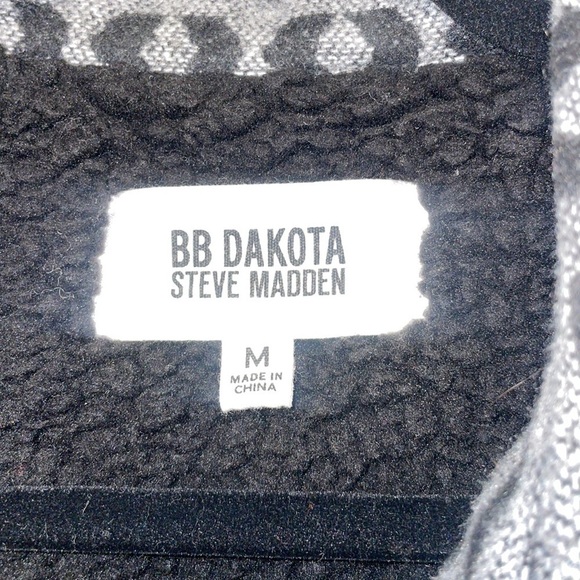 BB DAKOTA
STEVE MADDEN
M
MADE IN
CHINA